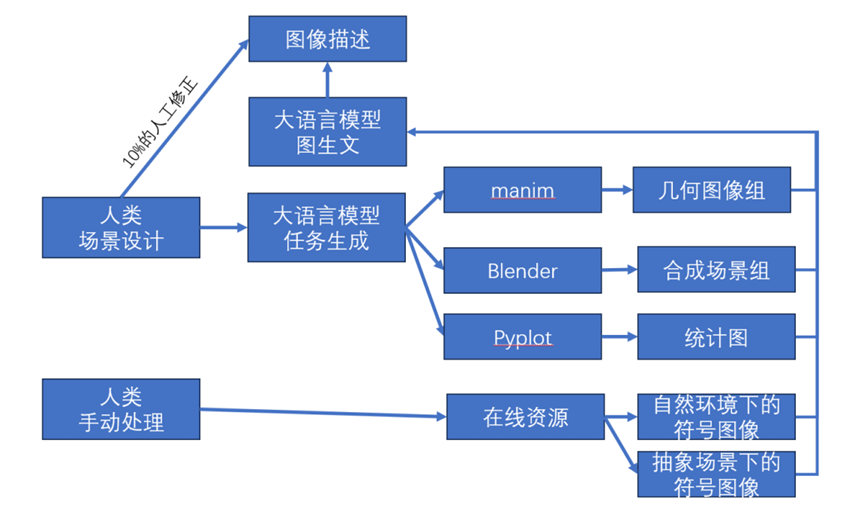 图像描述
10%的人工修正
大语言模型
图生文
人类
场景设计
大语言模型
任务生成
manim
几何图像组
Blender
合成场景组
Pyplot
统计图
人类
手动处理
在线资源
自然环境下的
符号图像
抽象场景下的
符号图像